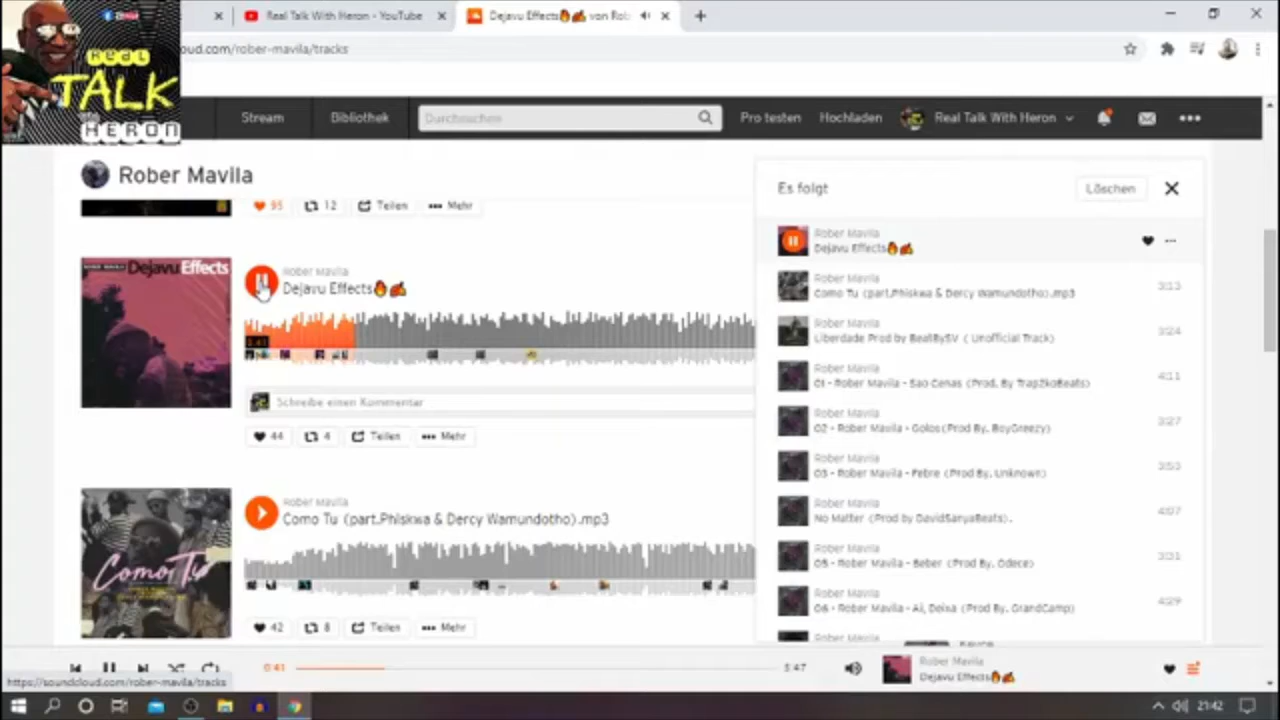 Real Talk With Heron - YouTube
Dejavu Effects🔥✍ von Rob
Real
TALK
HERON
oud.com/rober-mavila/tracks
Stream
Bibliothek
Durchsuchen
Pro testen
Hochladen
Real Talk With Heron
Rober Mavila
95
12
Teilen
Mehr
Dejavu Effects
Rober Mavila
Dejavu Effects🔥✍
Schreibe einen Kommentar
44
4
Teilen
Mehr
Como Tu
Rober Mavila
Como Tu (part.Phiskwa & Dercy Wamundotho).mp3
42
8
Teilen
Mehr
Es folgt
Löschen
Rober Mavila
Dejavu Effects🔥✍
Rober Mavila
Como Tu (part.Phiskwa & Dercy Wamundotho).mp3
3:13
Rober Mavila
Liberdade Prod by BealBySV ( Unofficial Track)
3:24
Rober Mavila
01 - Rober Mavila - Sao Cenas (Prod. By TrapZkoBeats)
4:11
Rober Mavila
02 - Rober Mavila - Golos(Prod By. BoyGreezy)
3:27
Rober Mavila
03 - Rober Mavila - Febre (Prod By. Unknown)
3:53
Rober Mavila
No Matter (Prod by DavidSanyaBeats).
4:07
Rober Mavila
05 - Rober Mavila - Beber (Prod By. Odece)
3:31
Rober Mavila
06 - Rober Mavila - Ai, Deixa (Prod By. GrandCamp)
4:29
Rober Mavila
0:41
Rober Mavila
Dejavu Effects🔥✍
https://soundcloud.com/rober-mavila/tracks
21:42